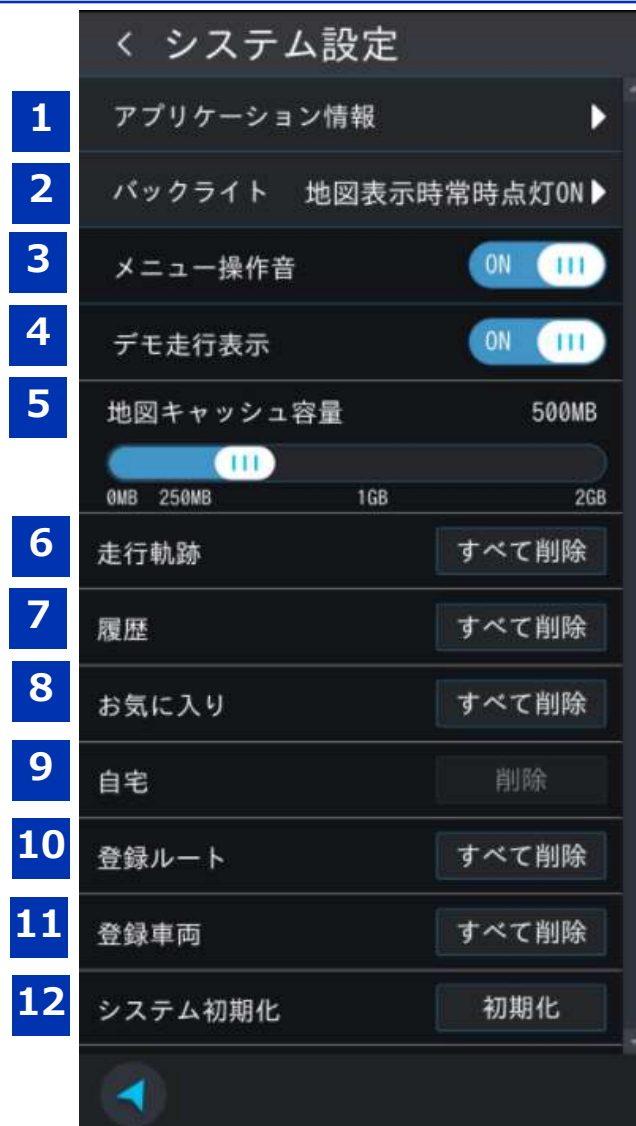 < システム設定
1 アプリケーション情報
2 バックライト 地図表示時常時点灯ON
3 メニュー操作音 ON
4 デモ走行表示 ON
5 地図キャッシュ容量 500MB
0MB 250MB 1GB 2GB
6 走行軌跡 すべて削除
7 履歴 すべて削除
8 お気に入り すべて削除
9 自宅 削除
10 登録ルート すべて削除
11 登録車両 すべて削除
12 システム初期化 初期化